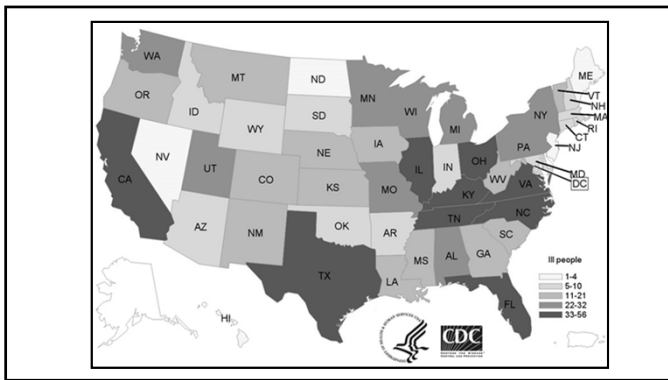 WA
MT
ND
ME
OR
MN
VT
ID
SD
WI
NY
NH
WY
MI
MA
RI
CT
IA
PA
NJ
NE
NV
IL
IN
OH
UT
MD
CO
WV
DC
CA
KS
MO
KY
VA
TN
NC
AZ
NM
OK
AR
SC
MS
AL
GA
TX
LA
FL
HI
Ill people
1-4
5-10
11-21
22-32
33-56
CDC